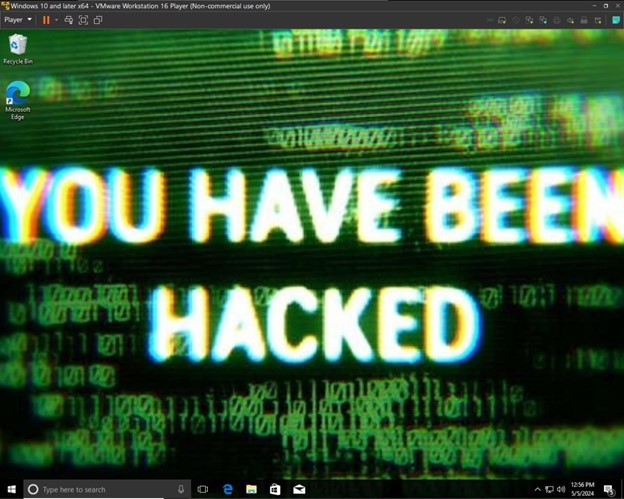 Windows 10 and later x64 - VMware Workstation 16 Player (Non-commercial use only)
Player
Recycle Bin
Microsoft
Edge
YOU HAVE BEEN
HACKED
Type here to search
12:56 PM
5/5/2024